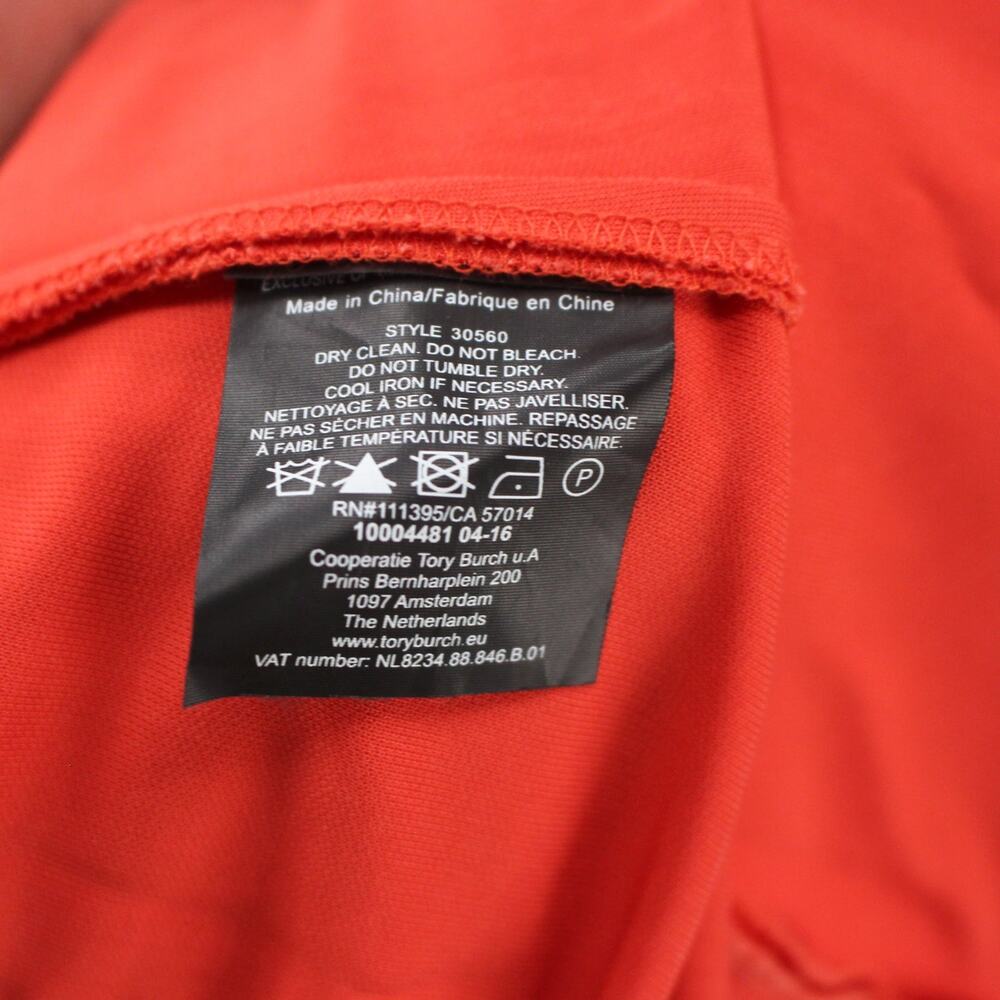 EXCLUSIVE OF
Made in China/Fabrique en Chine
STYLE 30560
DRY CLEAN. DO NOT BLEACH.
DO NOT TUMBLE DRY.
COOL IRON IF NECESSARY.
NETTOYAGE À SEC. NE PAS JAVELLISER.
NE PAS SÉCHER EN MACHINE. REPASSAGE
À FAIBLE TEMPÉRATURE SI NÉCESSAIRE.
P
RN#111395/CA 57014
10004481 04-16
Cooperatie Tory Burch u.A
Prins Bernharplein 200
1097 Amsterdam
The Netherlands
www.toryburch.eu
VAT number: NL8234.88.846.B.01